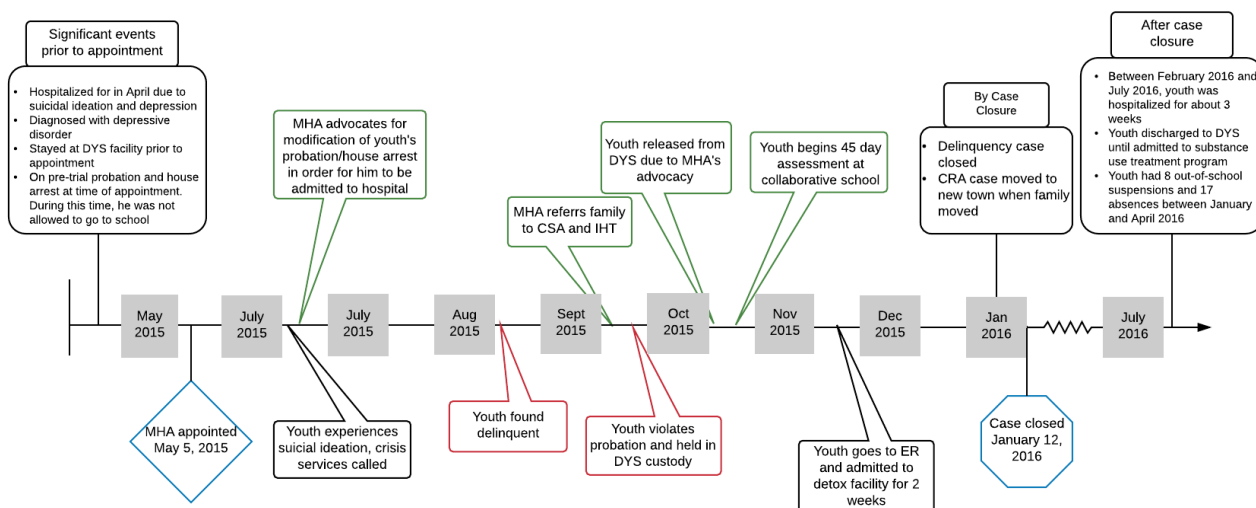 Significant events
prior to appointment
• Hospitalized for in April due to
suicidal ideation and depression
• Diagnosed with depressive
disorder
• Stayed at DYS facility prior to
appointment
• On pre-trial probation and house
arrest at time of appointment.
During this time, he was not
allowed to go to school
MHA advocates for
modification of youth's
probation/house arrest
in order for him to be
admitted to hospital
MHA referrs family
to CSA and IHT
Youth released from
DYS due to MHA's
advocacy
Youth begins 45 day
assessment at
collaborative school
By Case
Closure
• Delinquency case
closed
• CRA case moved to
new town when family
moved
After case
closure
• Between February 2016 and
July 2016, youth was
hospitalized for about 3
weeks
• Youth discharged to DYS
until admitted to substance
use treatment program
• Youth had 8 out-of-school
suspensions and 17
absences between January
and April 2016
May
2015
July
2015
July
2015
Aug
2015
Sept
2015
Oct
2015
Nov
2015
Dec
2015
Jan
2016
July
2016
MHA appointed
May 5, 2015
Youth experiences
suicial ideation, crisis
services called
Youth found
delinquent
Youth violates
probation and held in
DYS custody
Youth goes to ER
and admitted to
detox facility for 2
weeks
Case closed
January 12,
2016